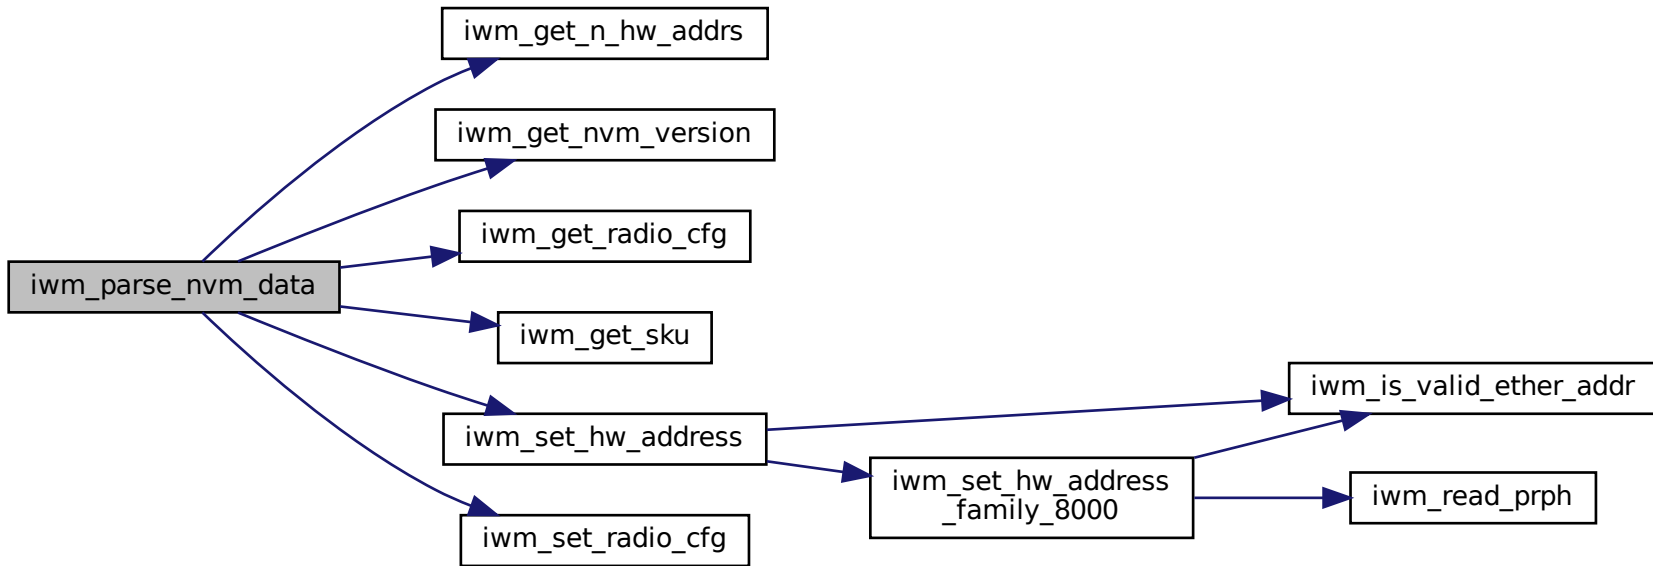 iwm_get_n_hw_addrs
iwm_get_nvm_version
iwm_get_radio_cfg
iwm_parse_nvm_data
iwm_get_sku
iwm_is_valid_ether_addr
iwm_set_hw_address
iwm_set_hw_address
_family_8000
iwm_read_prph
iwm_set_radio_cfg